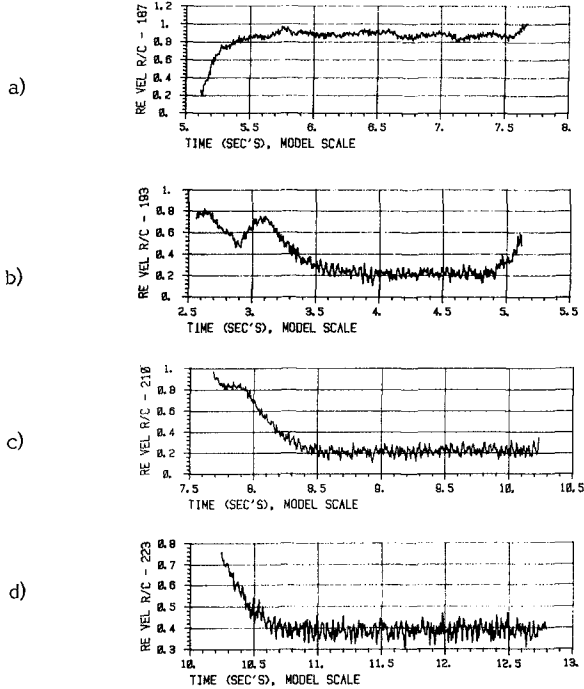 a)
RE VEL R/C - 187
1.2
1.
0.8
0.6
0.4
0.2
0.
5. 5.5 6. 6.5 7. 7.5 8.
TIME (SEC'S), MODEL SCALE
b)
RE VEL R/C - 193
1.
0.8
0.6
0.4
0.2
0.
2.5 3. 3.5 4. 4.5 5. 5.5
TIME (SEC'S), MODEL SCALE
c)
RE VEL R/C - 210
1.
0.8
0.6
0.4
0.2
0.
7.5 8. 8.5 9. 9.5 10. 10.5
TIME (SEC'S), MODEL SCALE
d)
RE VEL R/C - 223
0.8
0.7
0.6
0.5
0.4
0.3
10. 10.5 11. 11.5 12. 12.5 13.
TIME (SEC'S), MODEL SCALE